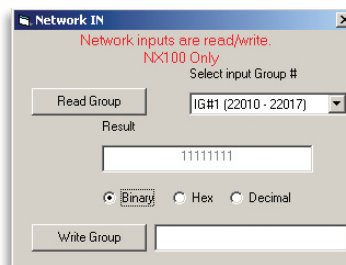 Network IN
Network inputs are read/write.
NX100 Only
Select input Group #
Read Group
IG#1 (22010 - 22017)
Result
11111111
Binary Hex Decimal
Write Group